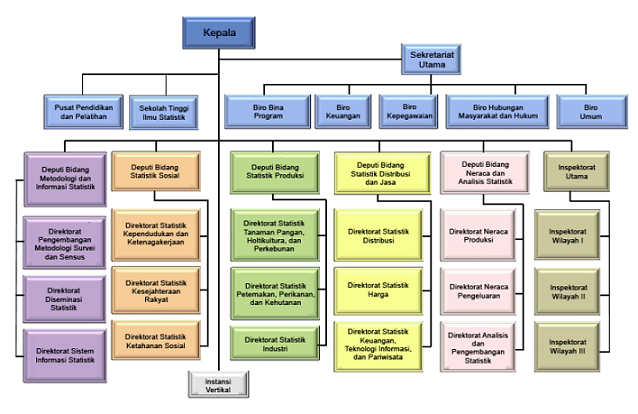 Kepala
Sekretariat
Utama
Pusat Pendidikan
dan Pelatihan
Sekolah Tinggi
Ilmu Statistik
Biro Bina
Program
Biro
Keuangan
Biro
Kepegawaian
Biro Hubungan
Masyarakat dan Hukum
Biro
Umum
Deputi Bidang
Metodologi dan
Informasi Statistik
Deputi Bidang
Statistik Sosial
Deputi Bidang
Statistik Produksi
Deputi Bidang
Statistik Distribusi
dan Jasa
Deputi Bidang
Neraca dan
Analisis Statistik
Inspektorat
Utama
Direktorat
Pengembangan
Metodologi Survei
dan Sensus
Direktorat Statistik
Kependudukan dan
Ketenagakerjaan
Direktorat Statistik
Tanaman Pangan,
Holtikultura, dan
Perkebunan
Direktorat Statistik
Distribusi
Direktorat Neraca
Produksi
Inspektorat
Wilayah I
Direktorat
Diseminasi
Statistik
Direktorat Statistik
Kesejahteraan
Rakyat
Direktorat Statistik
Peternakan, Perikanan,
dan Kehutanan
Direktorat Statistik
Harga
Direktorat Neraca
Pengeluaran
Inspektorat
Wilayah II
Direktorat Sistem
Informasi Statistik
Direktorat Statistik
Ketahanan Sosial
Direktorat Statistik
Industri
Direktorat Statistik
Keuangan,
Teknologi Informasi,
dan Pariwisata
Direktorat Analisis
dan
Pengembangan
Statistik
Inspektorat
Wilayah III
Instansi
Vertikal